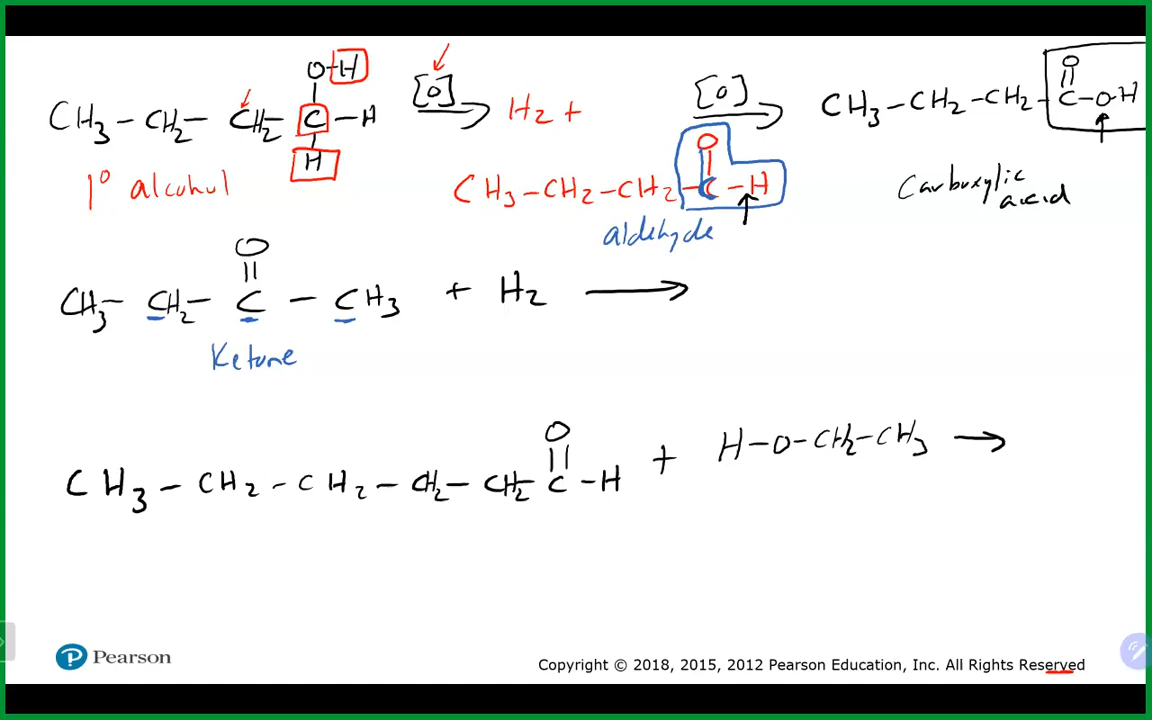 O-H
CH3 - CH2 - CH2 - C - H [O] → H2 + [O] → CH3 - CH2 - CH2 - C - O - H
H
O
1° alcohol CH3 - CH2 - CH2 - C - H Carboxylic acid
aldehyde
O
CH3 - CH2 - C - CH3 + H2 →
Ketone
O
CH3 - CH2 - CH2 - CH2 - CH2 C - H + H - O - CH2 - CH3 →
Pearson
Copyright © 2018, 2015, 2012 Pearson Education, Inc. All Rights Reserved